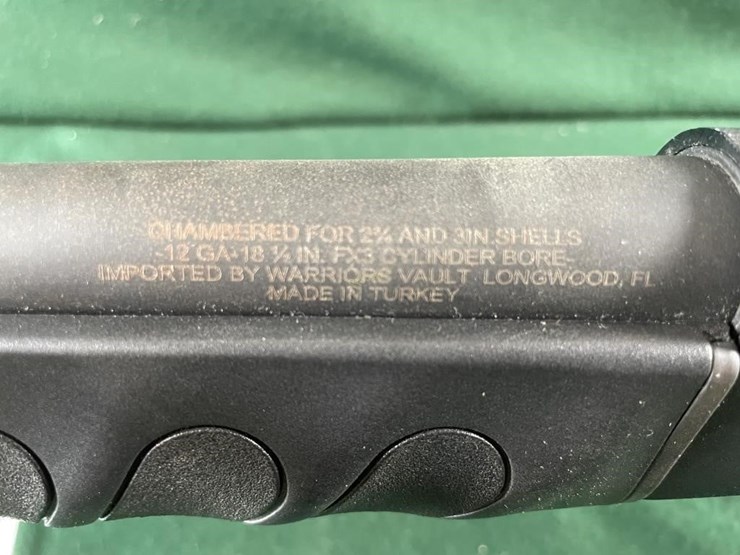 CHAMBERED FOR 2¾ AND 3IN.SHELLS
-12 GA-18 ½ IN. FX3 CYLINDER BORE-
IMPORTED BY WARRIORS VAULT LONGWOOD, FL
MADE IN TURKEY